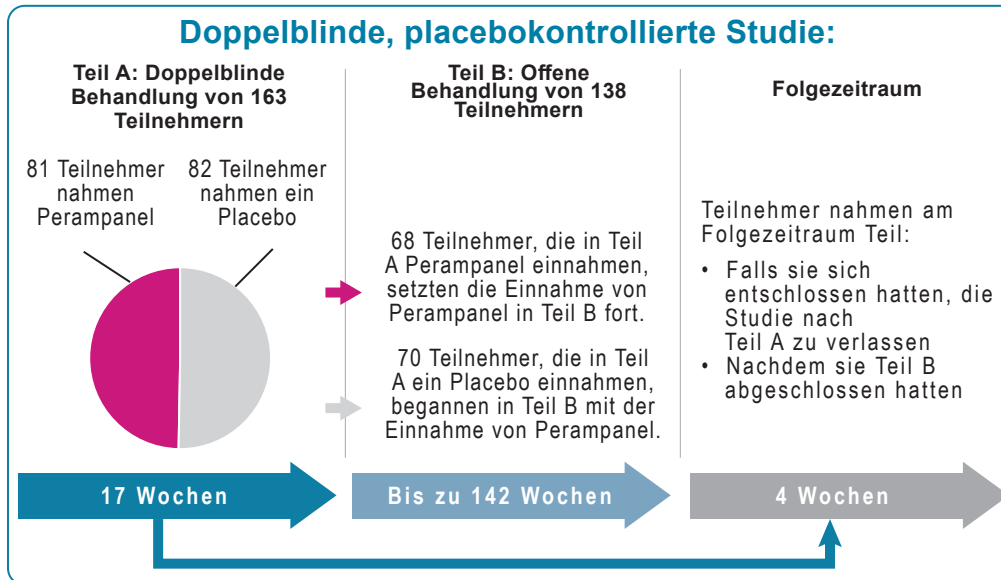 Doppelblinde, placebokontrollierte Studie:
Teil A: Doppelblinde
Behandlung von 163
Teilnehmern
81 Teilnehmer
nahmen
Perampanel
82 Teilnehmer
nahmen ein
Placebo
17 Wochen
Teil B: Offene
Behandlung von 138
Teilnehmern
68 Teilnehmer, die in Teil
A Perampanel einnahmen,
setzten die Einnahme von
Perampanel in Teil B fort.
70 Teilnehmer, die in Teil
A ein Placebo einnahmen,
begannen in Teil B mit der
Einnahme von Perampanel.
Bis zu 142 Wochen
Folgezeitraum
Teilnehmer nahmen am
Folgezeitraum Teil:
• Falls sie sich
entschlossen hatten, die
Studie nach
Teil A zu verlassen
• Nachdem sie Teil B
abgeschlossen hatten
4 Wochen